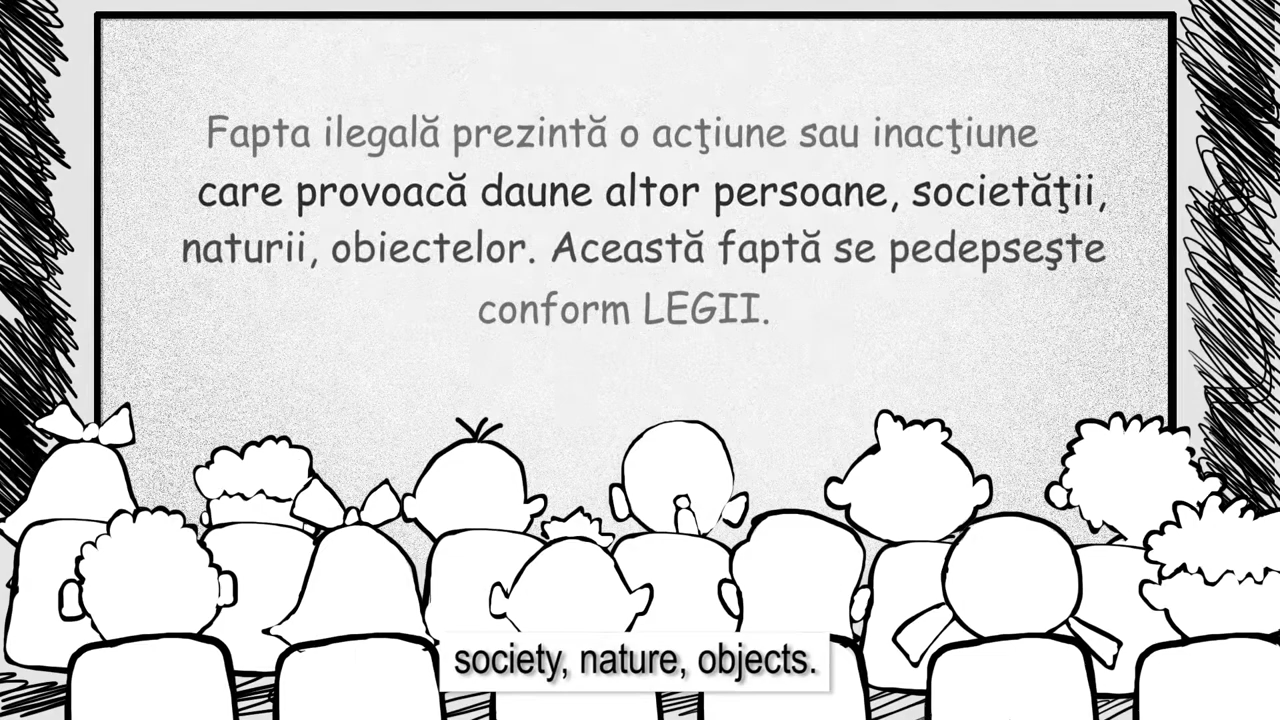 Fapta ilegală prezintă o acţiune sau inacţiune
care provoacă daune altor persoane, societăţii,
naturii, obiectelor. Această faptă se pedepseşte
conform LEGII.
society, nature, objects.